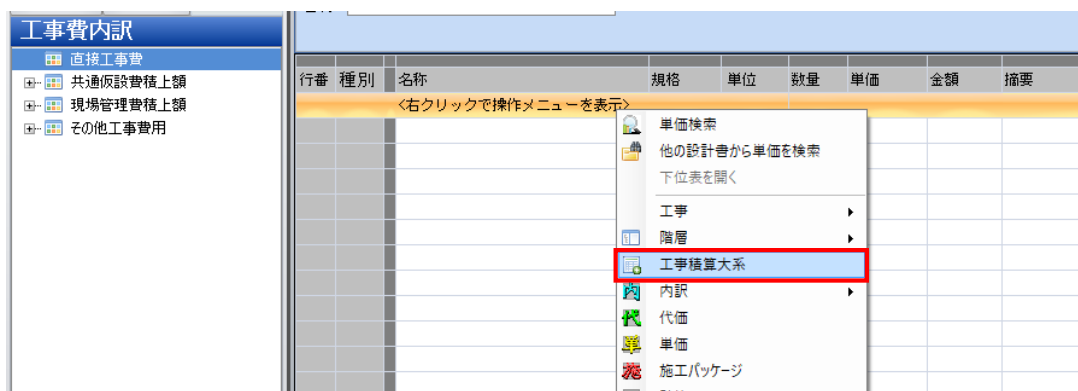 工事費内訳
直接工事費
共通仮設費積上額
現場管理費積上額
その他工事費用
行番 種別 名称 規格 単位 数量 単価 金額 摘要
<右クリックで操作メニューを表示>
単価検索
他の設計書から単価を検索
下位表を開く
工事
階層
工事積算大系
内 内訳
代 代価
単 単価
施 施工パッケージ